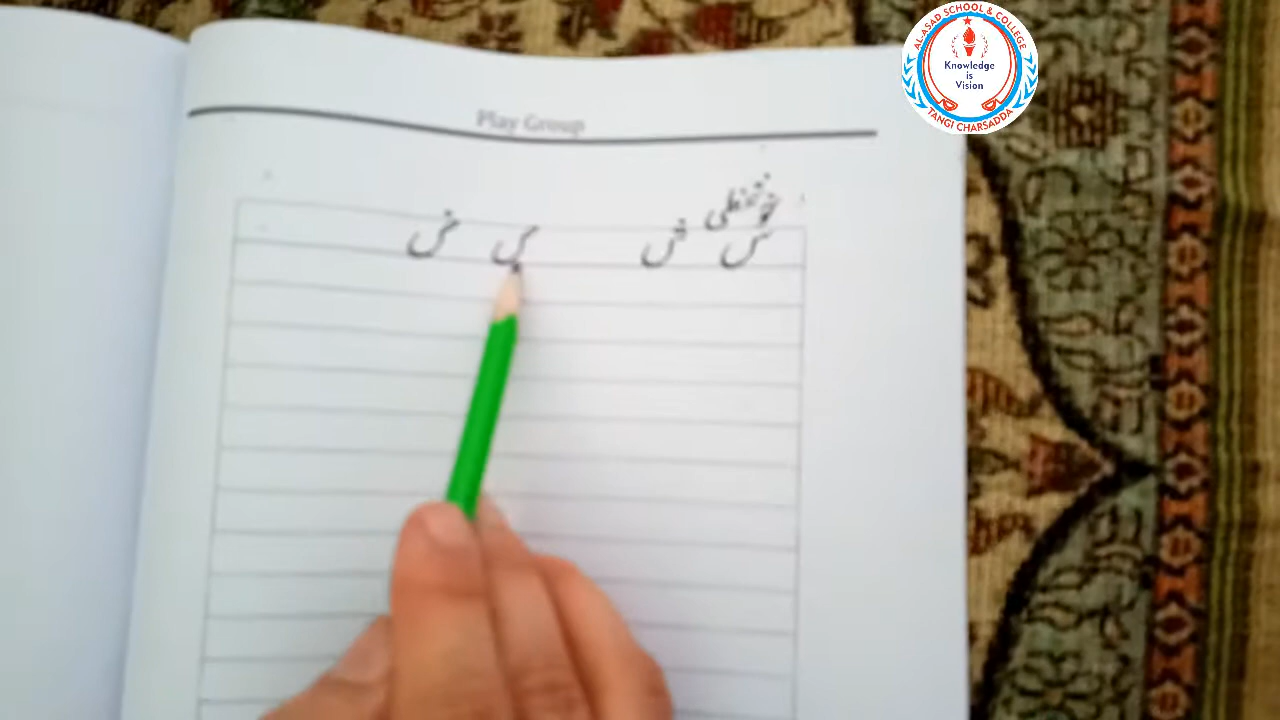 AL-ASAD SCHOOL & COLLEGE
Knowledge
is
Vision
TANGI CHARSADDA
Play Group
خوشخطی
س ش س ض